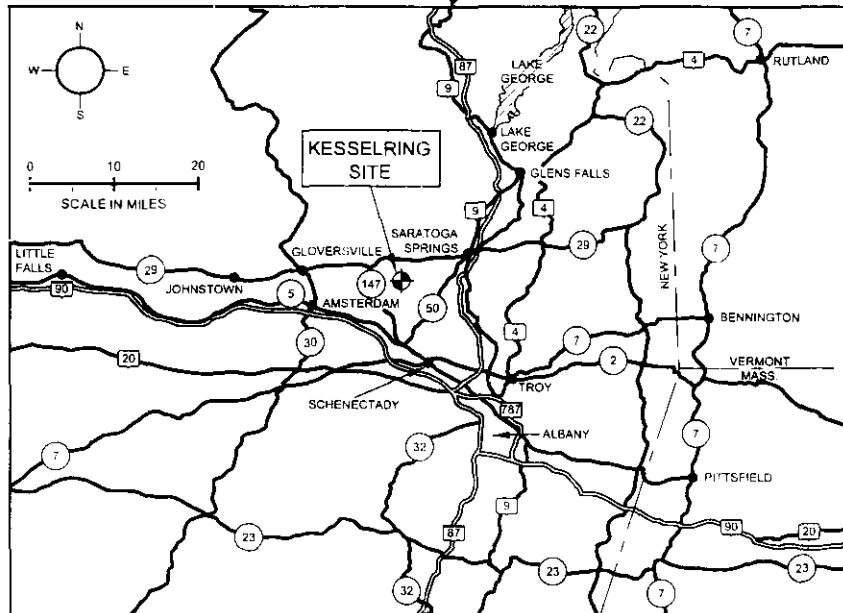 N
W
E
S
0
10
20
SCALE IN MILES
KESSELRING
SITE
87
9
LAKE
GEORGE
LAKE
GEORGE
22
7
4
RUTLAND
22
GLENS FALLS
4
9
SARATOGA
SPRINGS
29
NEW YORK
7
LITTLE
FALLS
29
90
JOHNSTOWN
GLOVERSVILLE
147
5
AMSTERDAM
50
30
4
7
BENNINGTON
20
2
VERMONT
MASS.
TROY
SCHENECTADY
787
7
32
ALBANY
7
PITTSFIELD
9
23
87
90
20
32
23
23
7